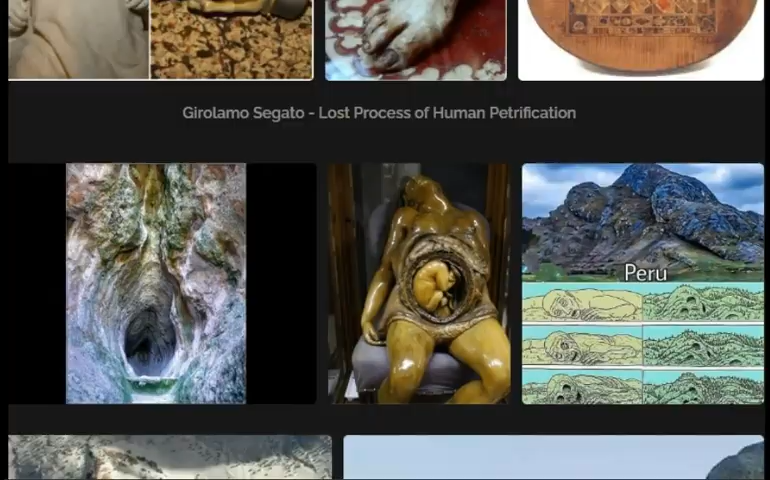 Girolamo Segato - Lost Process of Human Petrification
Peru